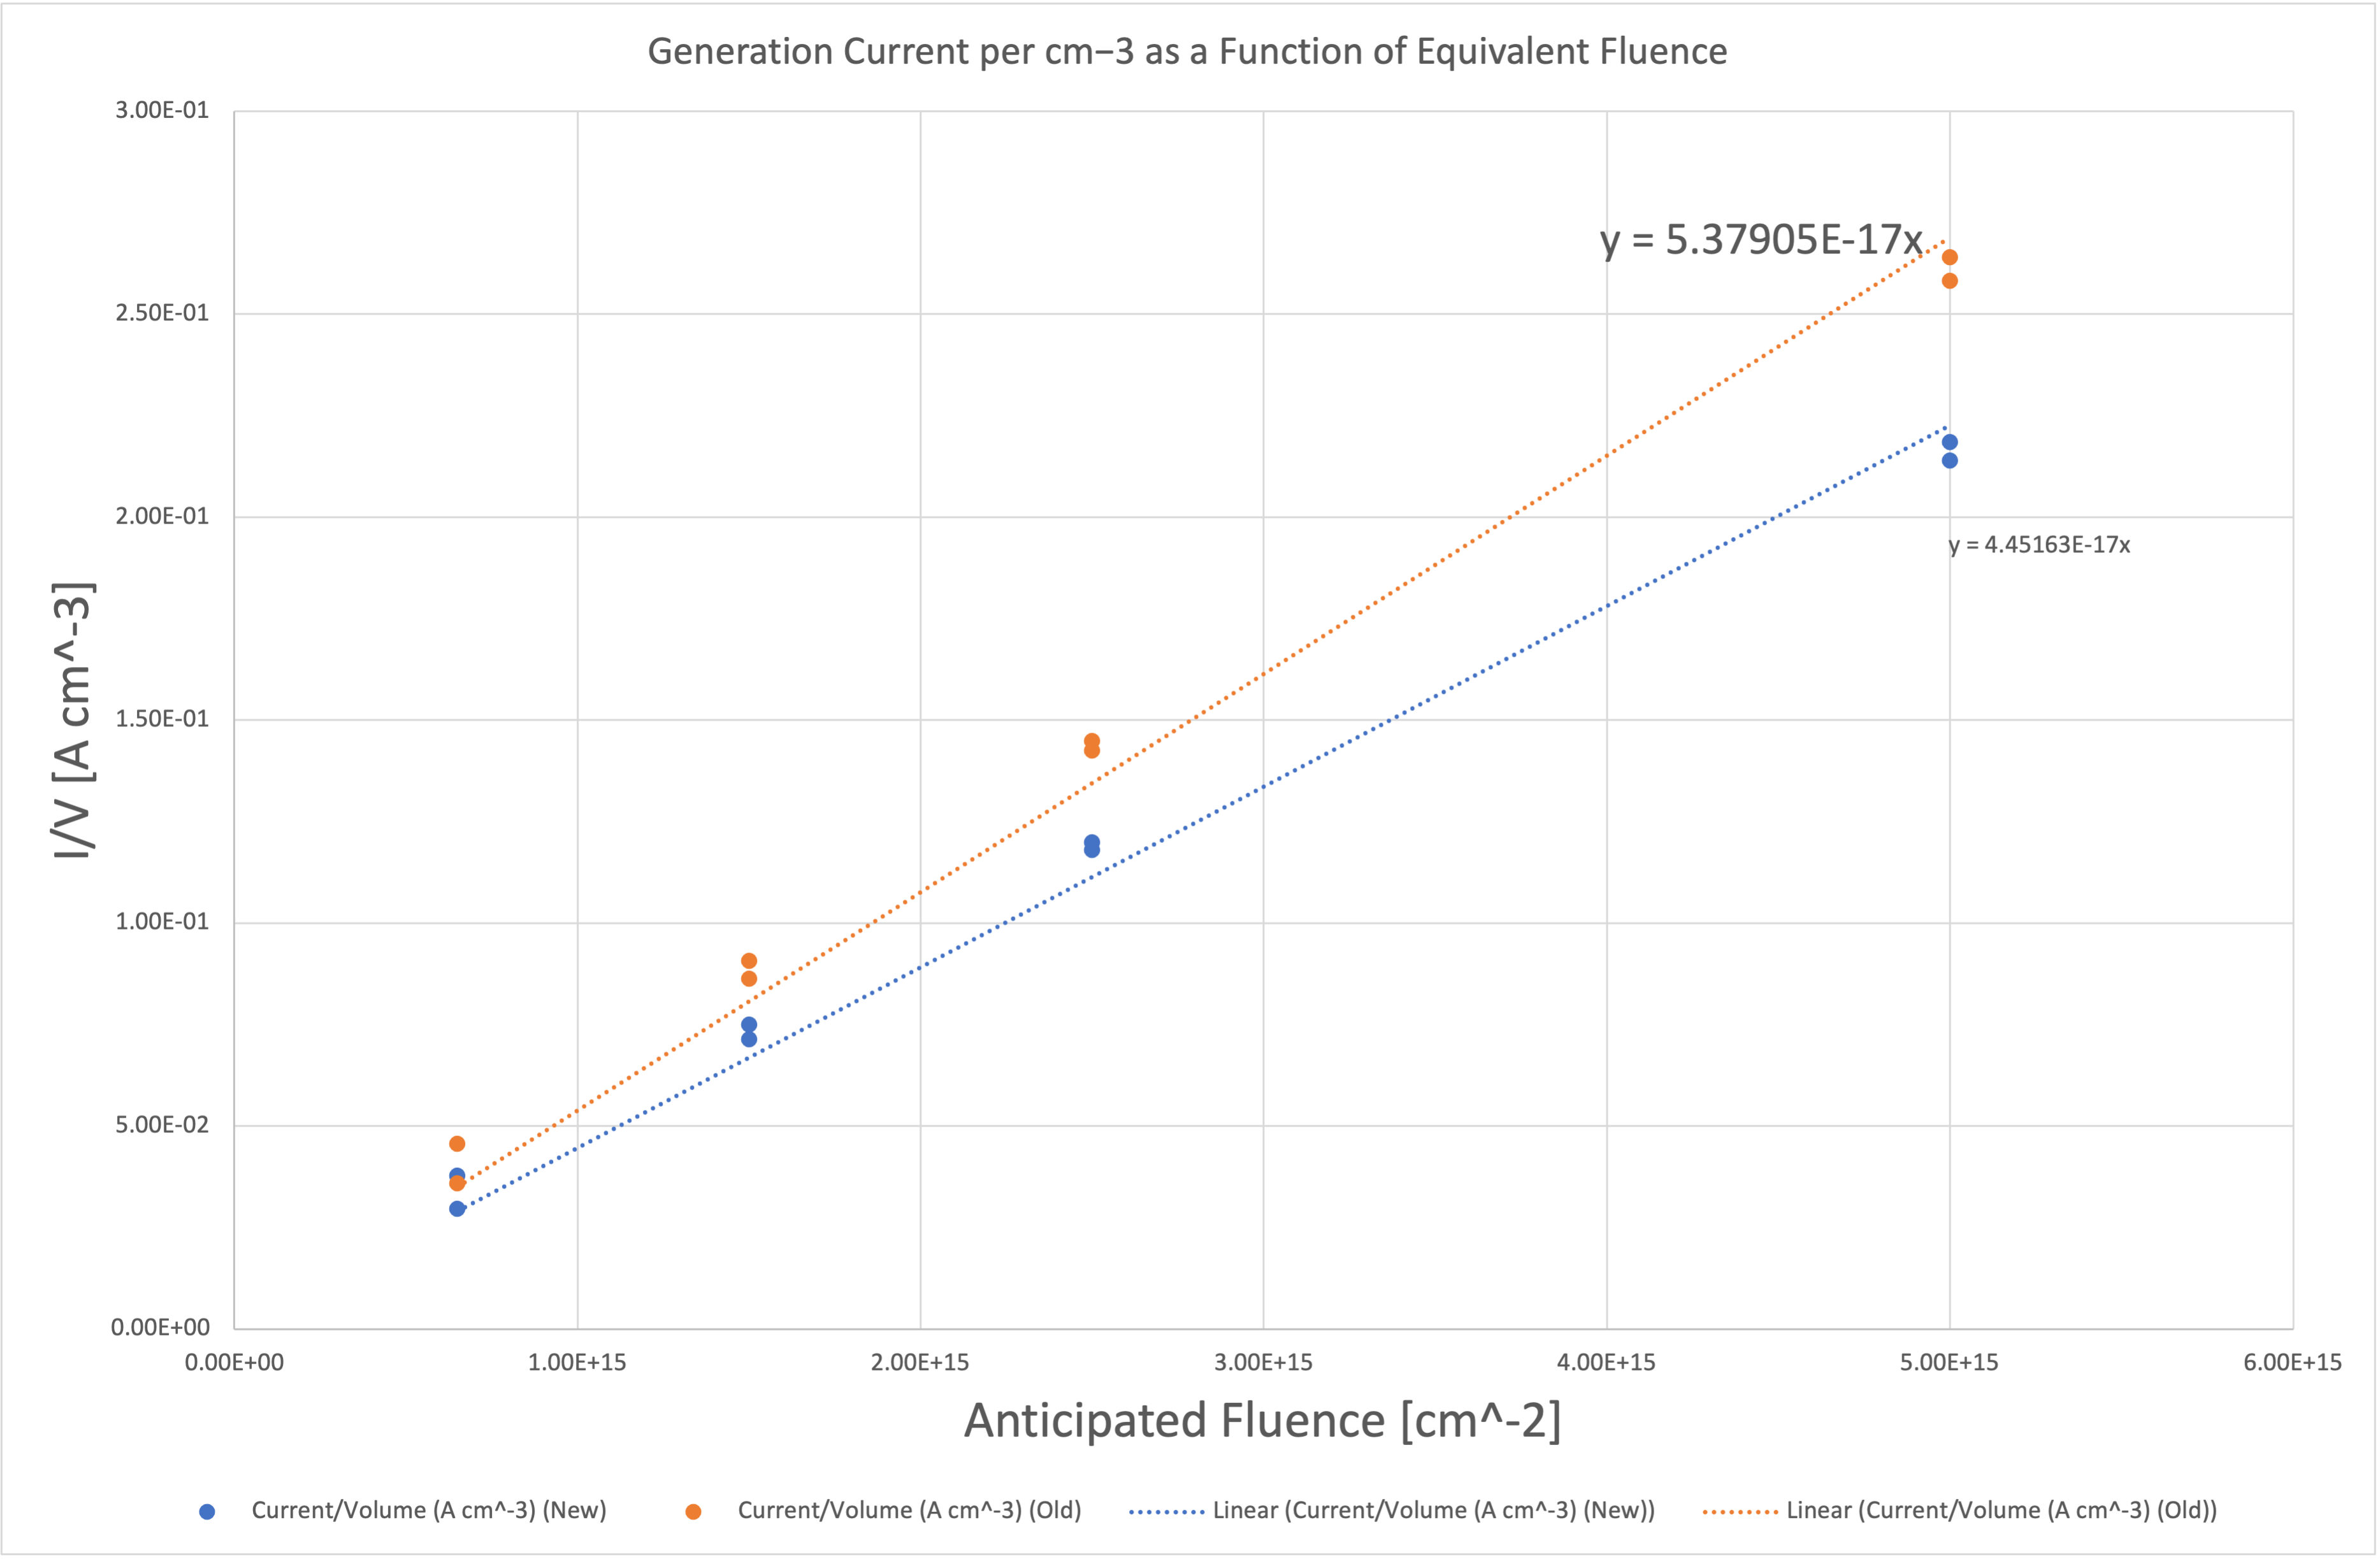 Generation Current per cm−3 as a Function of Equivalent Fluence
3.00E-01
2.50E-01
2.00E-01
1.50E-01
1.00E-01
5.00E-02
0.00E+00
I/V [A cm^-3]
y = 5.37905E-17x
y = 4.45163E-17x
0.00E+00 1.00E+15 2.00E+15 3.00E+15 4.00E+15 5.00E+15 6.00E+15
Anticipated Fluence [cm^-2]
Current/Volume (A cm^-3) (New) Current/Volume (A cm^-3) (Old) Linear (Current/Volume (A cm^-3) (New)) Linear (Current/Volume (A cm^-3) (Old))